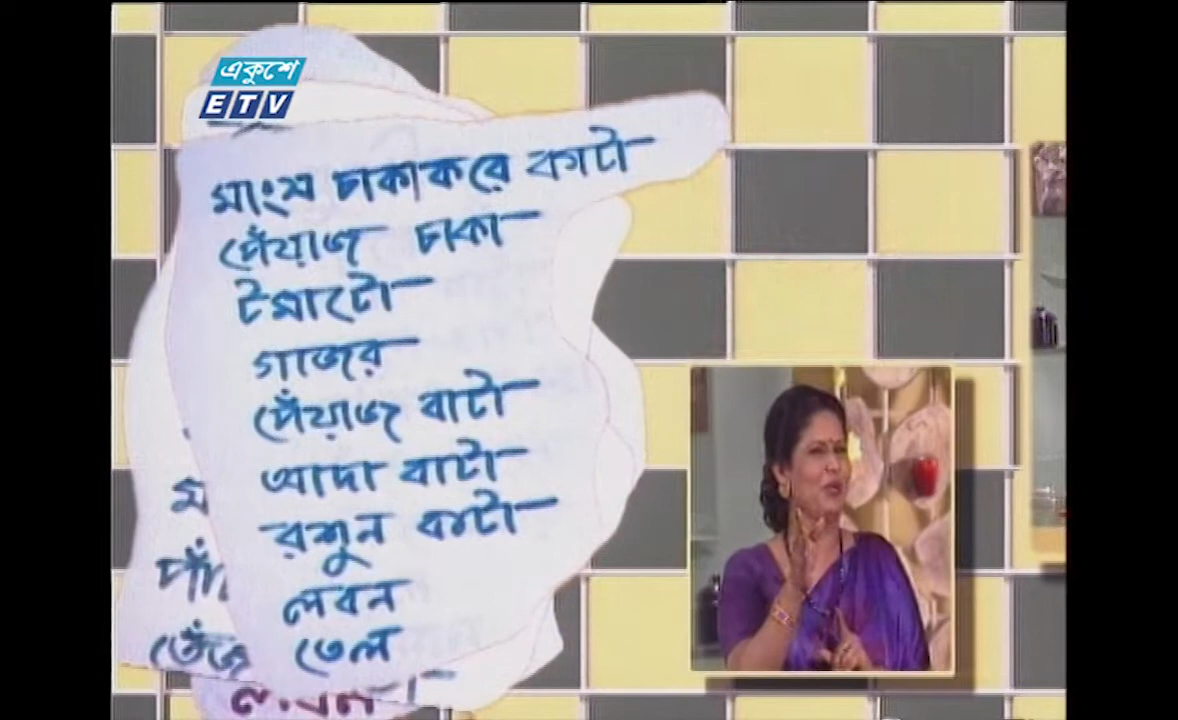 একুশে
ETV
মাংস চাকাকরে কাটা
পেঁয়াজ চাকা
টমাটো
গাজর
পেঁয়াজ বাটা
আদা বাটা
রশুন বাটা
লবন
তেল